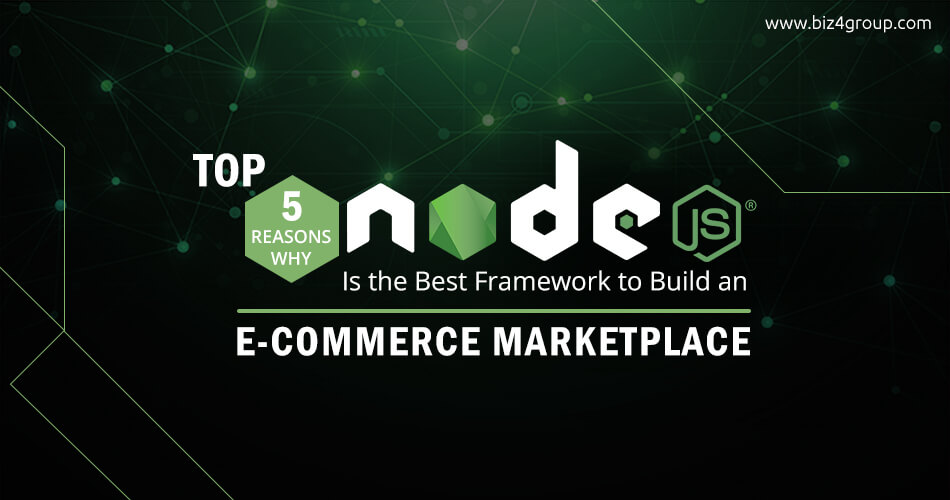 www.biz4group.com
TOP
5
REASONS
WHY
node
JS®
Is the Best Framework to Build an
E-COMMERCE MARKETPLACE